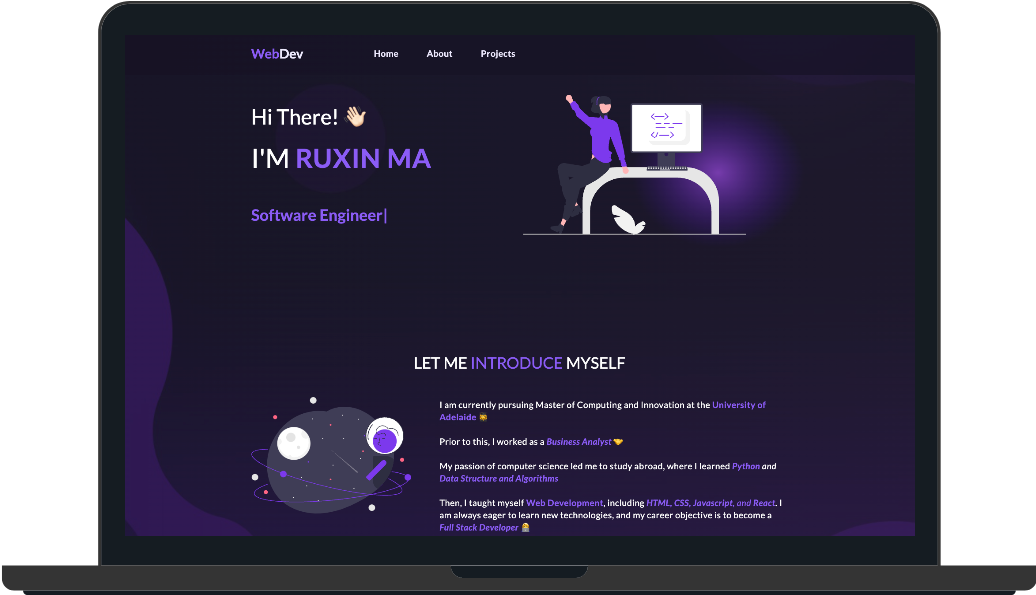 WebDev Home About Projects
Hi There! 👋🏻
I'M RUXIN MA
Software Engineer|
LET ME INTRODUCE MYSELF
I am currently pursuing Master of Computing and Innovation at the University of
Adelaide
Prior to this, I worked as a Business Analyst 🤝
My passion of computer science led me to study abroad, where I learned Python and
Data Structure and Algorithms
Then, I taught myself Web Development, including HTML, CSS, Javascript, and React. I
am always eager to learn new technologies, and my career objective is to become a
Full Stack Developer